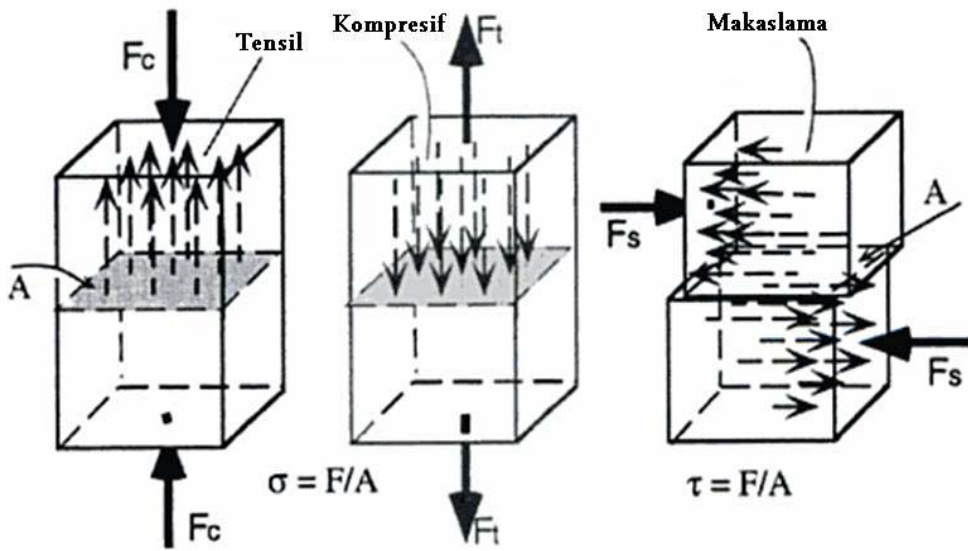 Tensil
Kompresif
Makaslama
Fc
Ft
A
Fs
A
Fs
σ = F/A
τ = F/A
Fc
Ft